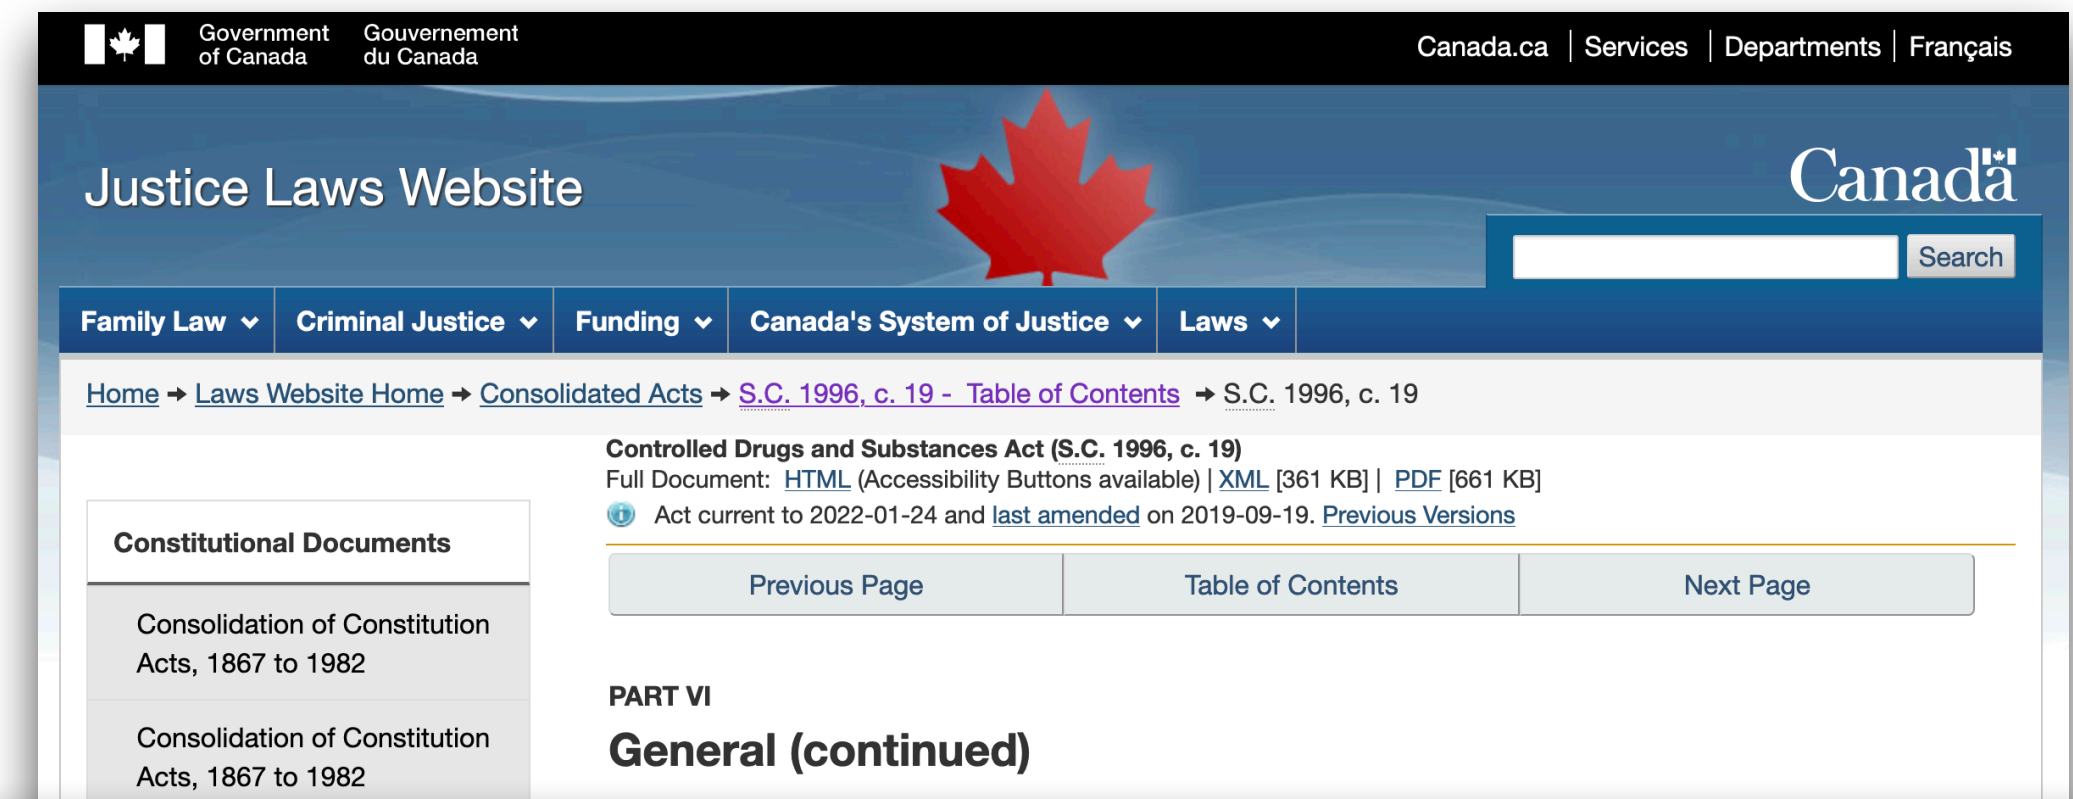 Government of Canada
Gouvernement du Canada
Canada.ca | Services | Departments | Français
Justice Laws Website
Canada
Search
Family Law
Criminal Justice
Funding
Canada's System of Justice
Laws
Home → Laws Website Home → Consolidated Acts → S.C. 1996, c. 19 - Table of Contents → S.C. 1996, c. 19
Controlled Drugs and Substances Act (S.C. 1996, c. 19)
Full Document: HTML (Accessibility Buttons available) | XML [361 KB] | PDF [661 KB]
Act current to 2022-01-24 and last amended on 2019-09-19. Previous Versions
Previous Page
Table of Contents
Next Page
Constitutional Documents
Consolidation of Constitution
Acts, 1867 to 1982
Consolidation of Constitution
Acts, 1867 to 1982
PART VI
General (continued)